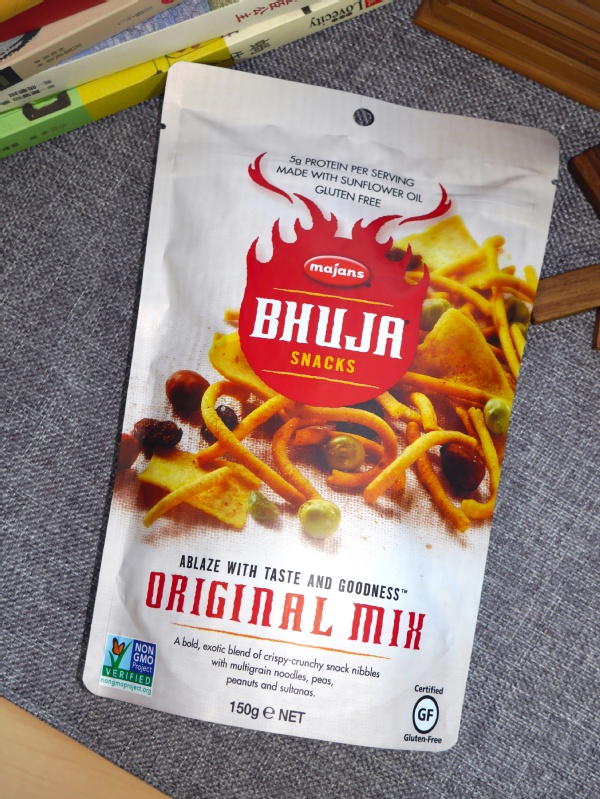 Lovecity
5g PROTEIN PER SERVING
MADE WITH SUNFLOWER OIL
GLUTEN FREE
majans
BHUJA
SNACKS
ABLAZE WITH TASTE AND GOODNESS™
ORIGINAL MIX
A bold, exotic blend of crispy-crunchy snack nibbles
with multigrain noodles, peas,
peanuts and sultanas.
150g ℮ NET
NON
GMO
Project
VERIFIED
nongmoproject.org
Certified
GF
Gluten-Free